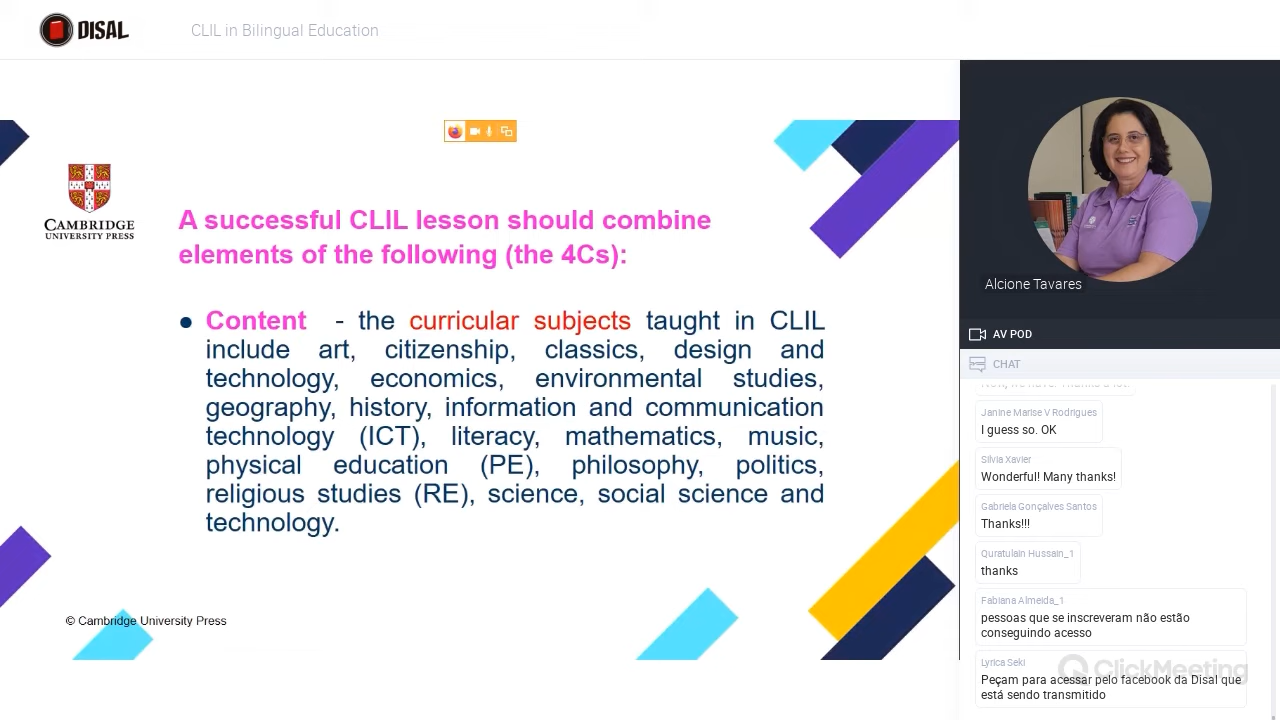 DISAL
CLIL in Bilingual Education
CAMBRIDGE
UNIVERSITY PRESS
A successful CLIL lesson should combine
elements of the following (the 4Cs):
● Content - the curricular subjects taught in CLIL
include art, citizenship, classics, design and
technology, economics, environmental studies,
geography, history, information and communication
technology (ICT), literacy, mathematics, music,
physical education (PE), philosophy, politics,
religious studies (RE), science, social science and
technology.
© Cambridge University Press
Alcione Tavares
AV POD
CHAT
Janine Marise V Rodrigues
I guess so. OK
Silvia Xavier
Wonderful! Many thanks!
Gabriela Gonçalves Santos
Thanks!!!
Quratulain Hussain_1
thanks
Fabiana Almeida_1
pessoas que se inscreveram não estão
conseguindo acesso
Lyrica Seki
ClickMeeting
Peçam para acessar pelo facebook da Disal que
está sendo transmitido